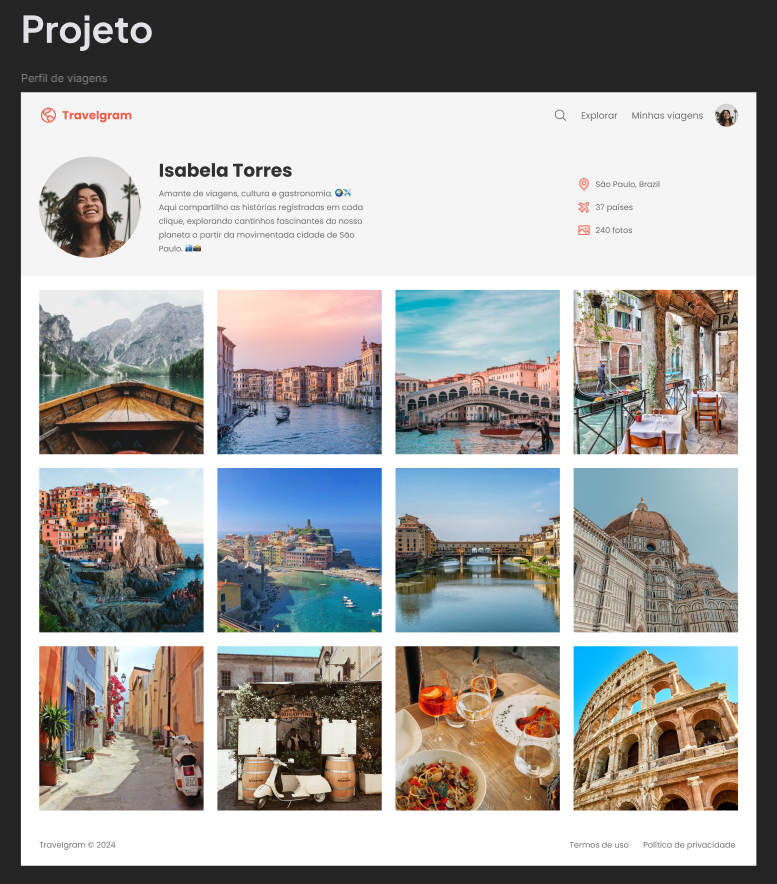 Projeto
Perfil de viagens
Travelgram
Explorar
Minhas viagens
Isabela Torres
Amante de viagens, cultura e gastronomia. 🌍✈️
Aqui compartilho as histórias registradas em cada
clique, explorando cantinhos fascinantes do nosso
planeta a partir da movimentada cidade de São
Paulo. 🏙️📸
São Paulo, Brazil
37 países
240 fotos
TRA
Travelgram © 2024
Termos de uso
Política de privacidade